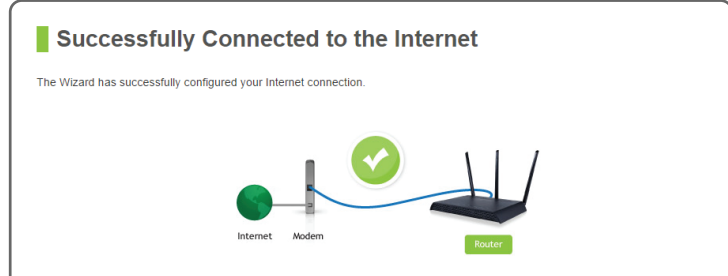 Successfully Connected to the Internet
The Wizard has successfully configured your Internet connection.
Internet Modem
Router